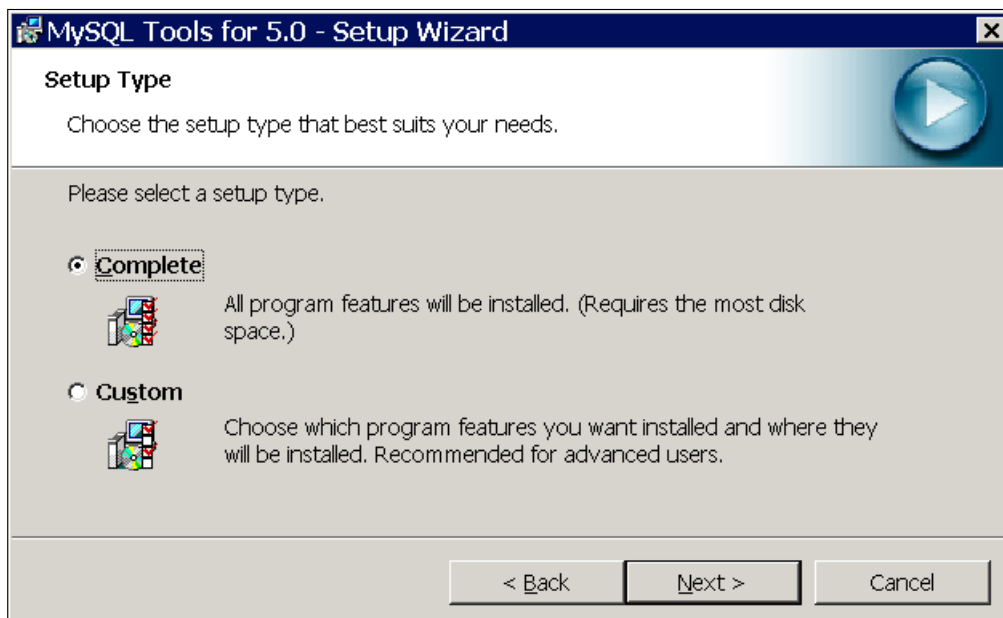 MySQL Tools for 5.0 - Setup Wizard
Setup Type
Choose the setup type that best suits your needs.
Please select a setup type.
Complete
All program features will be installed. (Requires the most disk
space.)
Custom
Choose which program features you want installed and where they
will be installed. Recommended for advanced users.
< Back
Next >
Cancel